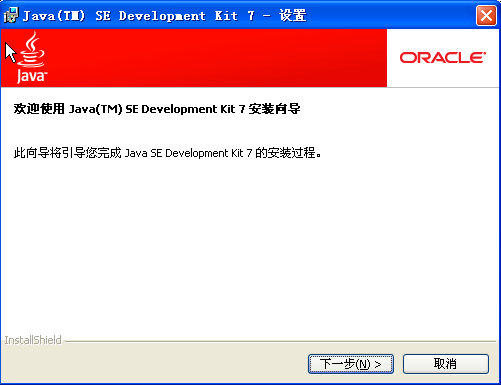 Java(TM) SE Development Kit 7 - 设置
Java™
ORACLE®
欢迎使用 Java(TM) SE Development Kit 7 安装向导
此向导将引导您完成 Java SE Development Kit 7 的安装过程。
InstallShield
下一步(N) >
取消